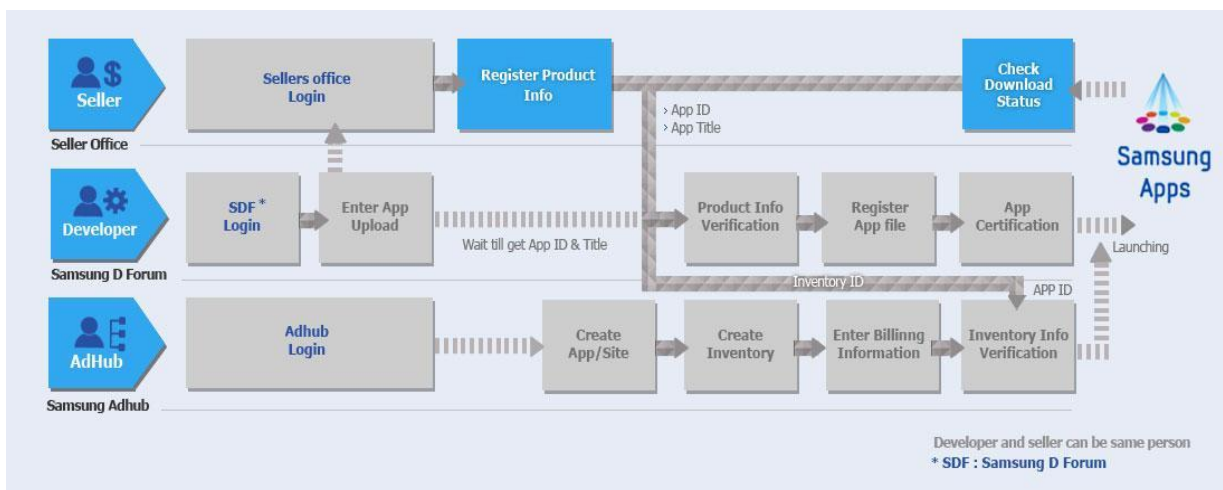 Seller
Seller Office
Sellers office
Login
Register Product
Info
Check
Download
Status
› App ID
› App Title
Samsung
Apps
Developer
Samsung D Forum
SDF *
Login
Enter App
Upload
Wait till get App ID & Title
Product Info
Verification
Register
App file
App
Certification
Launching
Inventory ID
APP ID
AdHub
Samsung Adhub
Adhub
Login
Create
App/Site
Create
Inventory
Enter Billinng
Information
Inventory Info
Verification
Developer and seller can be same person
* SDF : Samsung D Forum